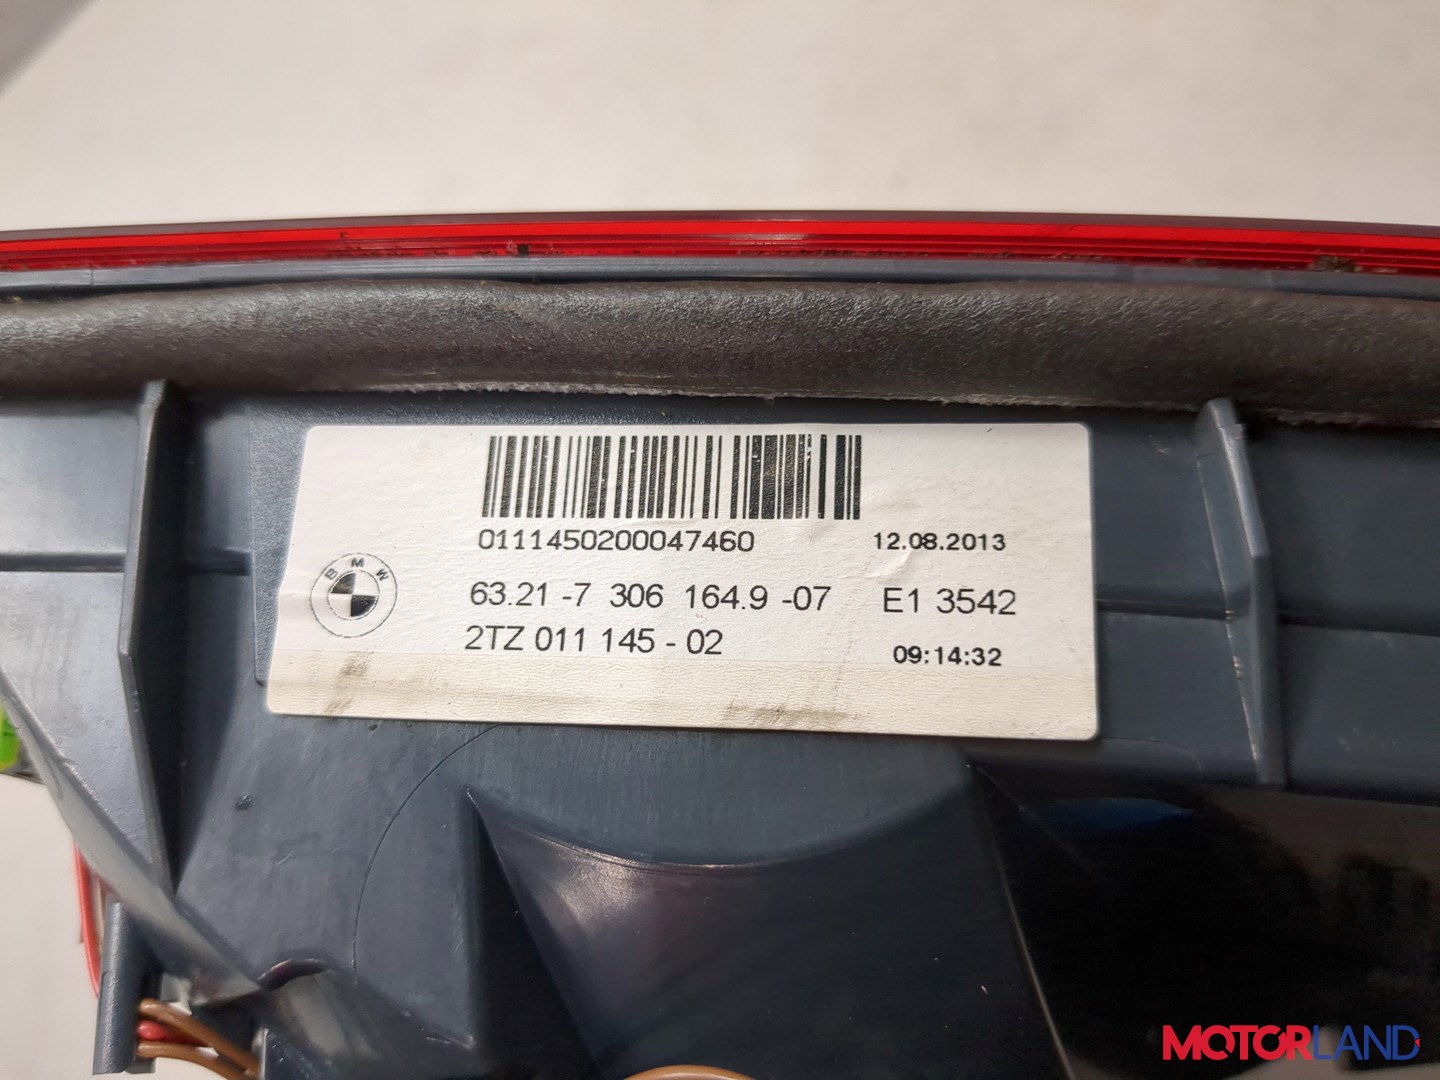 0111450200047460
12.08.2013
BMW
63.21 -7 306 164.9 -07 E1 3542
2TZ 011 145 - 02
09:14:32
MOTORLAND